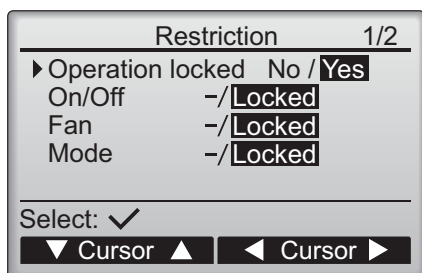 Restriction 1/2
Operation locked No / Yes
On/Off -/Locked
Fan -/Locked
Mode -/Locked
Select: ✓
▼ Cursor ▲ ◀ Cursor ▶